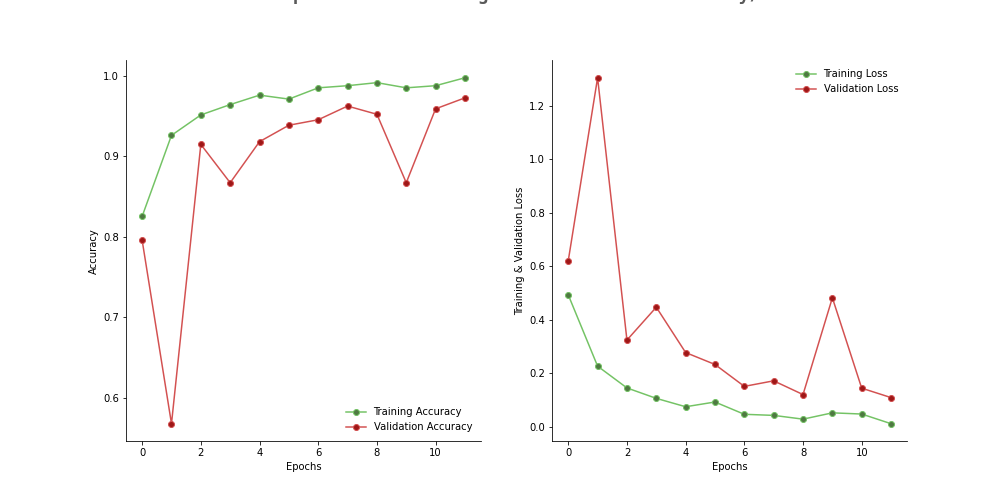 1.0
0.9
0.8
0.7
0.6
Accuracy
0 2 4 6 8 10
Epochs
Training Accuracy
Validation Accuracy
1.2
1.0
0.8
0.6
0.4
0.2
0.0
Training & Validation Loss
0 2 4 6 8 10
Epochs
Training Loss
Validation Loss